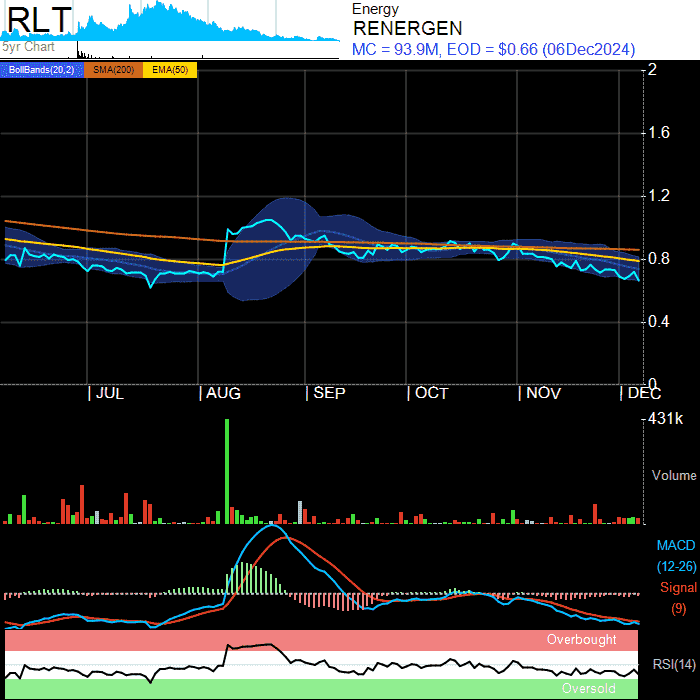 RLT
5yr Chart
Energy
RENERGEN
MC = 93.9M, EOD = $0.66 (06Dec2024)
BollBands(20,2) SMA(200) EMA(50)
2
1.6
1.2
0.8
0.4
0
JUL AUG SEP OCT NOV DEC
431k
Volume
MACD
(12-26)
Signal
(9)
Overbought
RSI(14)
Oversold